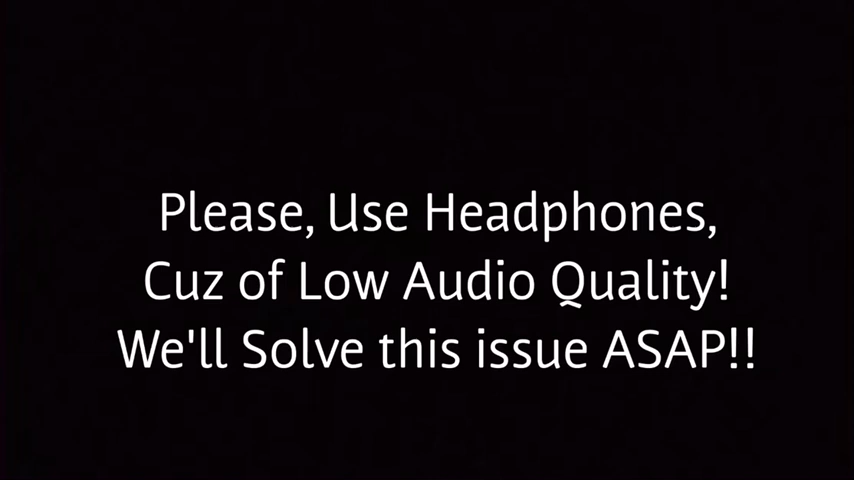 Please, Use Headphones,
Cuz of Low Audio Quality!
We'll Solve this issue ASAP!!